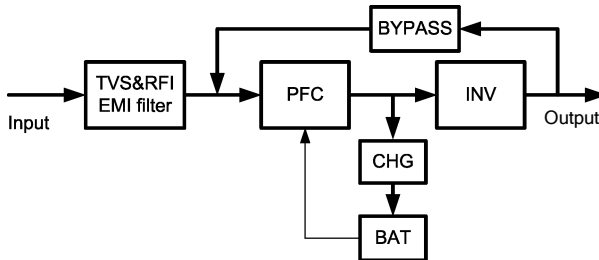 BYPASS
TVS&RFI
EMI filter
PFC
INV
Input
Output
CHG
BAT